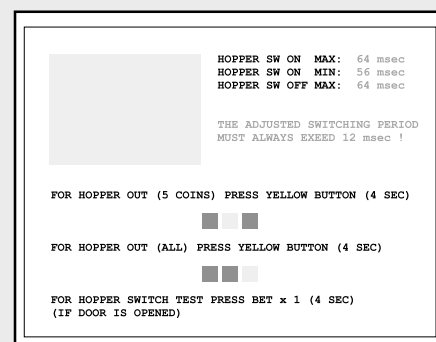 HOPPER SW ON  MAX:  64 msec
HOPPER SW ON  MIN:  56 msec
HOPPER SW OFF MAX:  64 msec
THE ADJUSTED SWITCHING PERIOD
MUST ALWAYS EXEED 12 msec !
FOR HOPPER OUT (5 COINS) PRESS YELLOW BUTTON (4 SEC)
FOR HOPPER OUT (ALL) PRESS YELLOW BUTTON (4 SEC)
FOR HOPPER SWITCH TEST PRESS BET x 1 (4 SEC)
(IF DOOR IS OPENED)